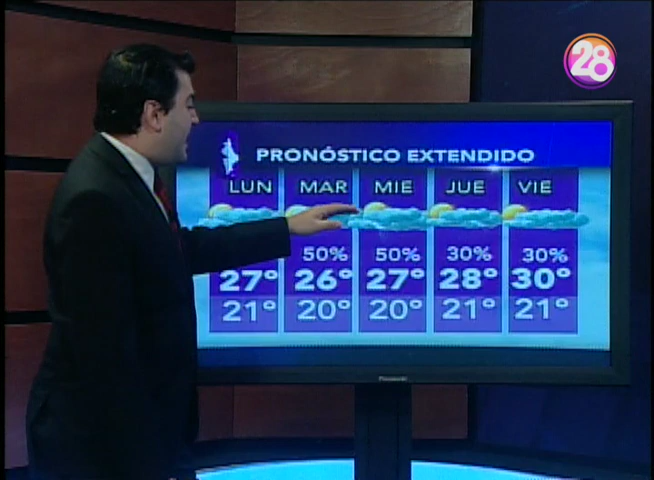 28
PRONÓSTICO EXTENDIDO
LUN MAR MIE JUE VIE
50% 50% 30% 30%
27° 26° 27° 28° 30°
21° 20° 20° 21° 21°
Panasonic